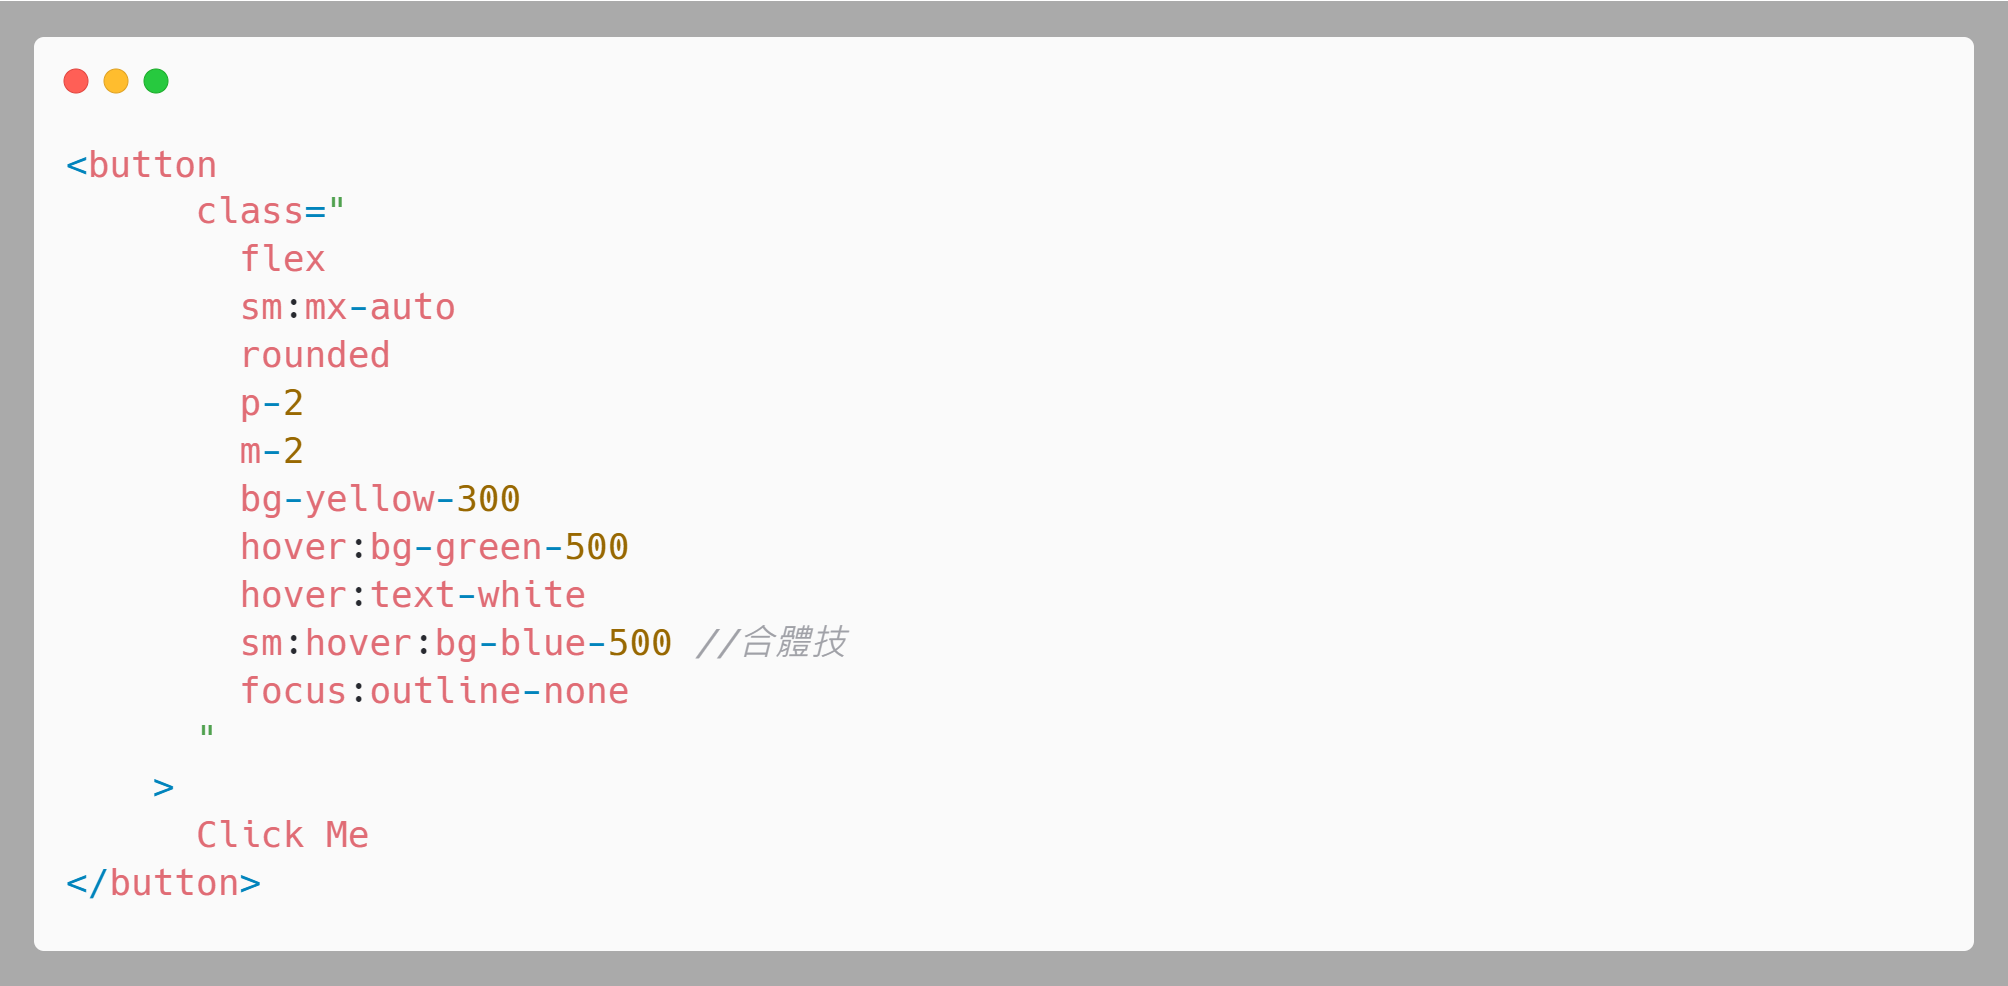 <button
class="
flex
sm:mx-auto
rounded
p-2
m-2
bg-yellow-300
hover:bg-green-500
hover:text-white
sm:hover:bg-blue-500 //合體技
focus:outline-none
"
>
Click Me
</button>